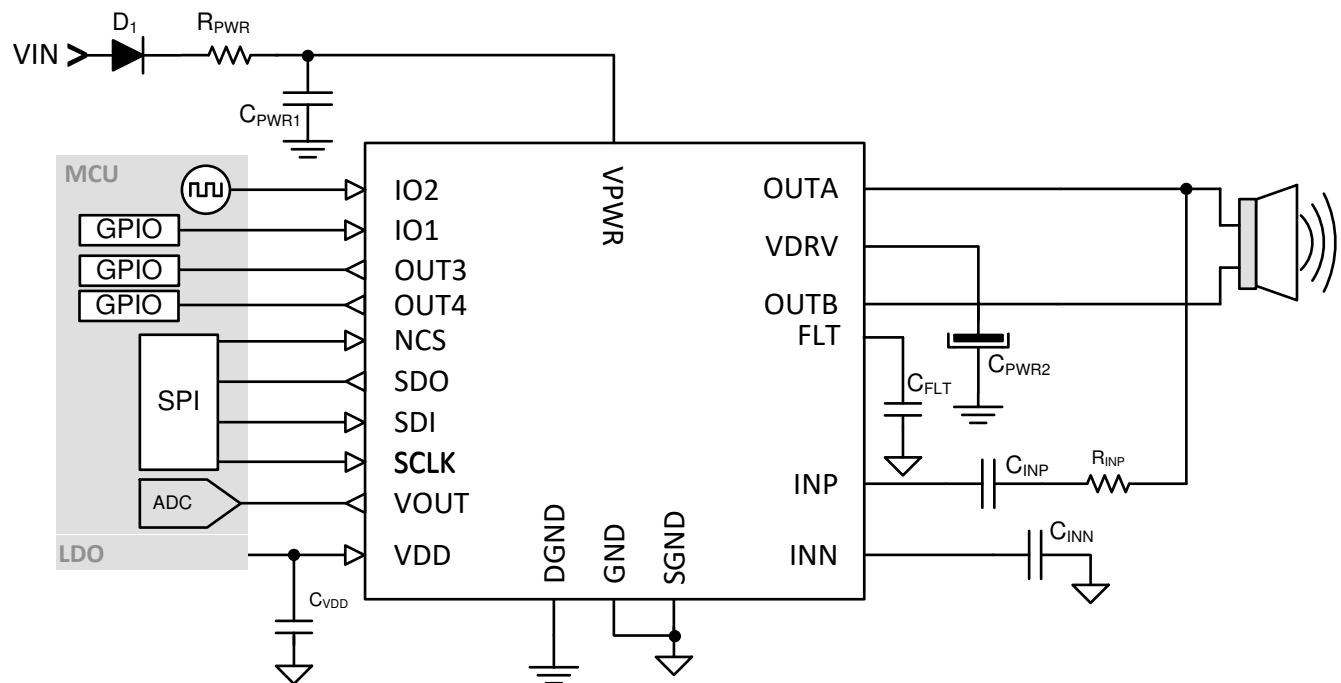 D1
RPWR
VIN
CPWR1
MCU
IO2
VPWR
OUTA
GPIO
IO1
VDRV
GPIO
OUT3
GPIO
OUT4
OUTB
NCS
FLT
CPWR2
SPI
SDO
CFLT
SDI
SCLK
CINP
RINP
INP
ADC
VOUT
CINN
LDO
VDD
DGND
GND
SGND
INN
CVDD